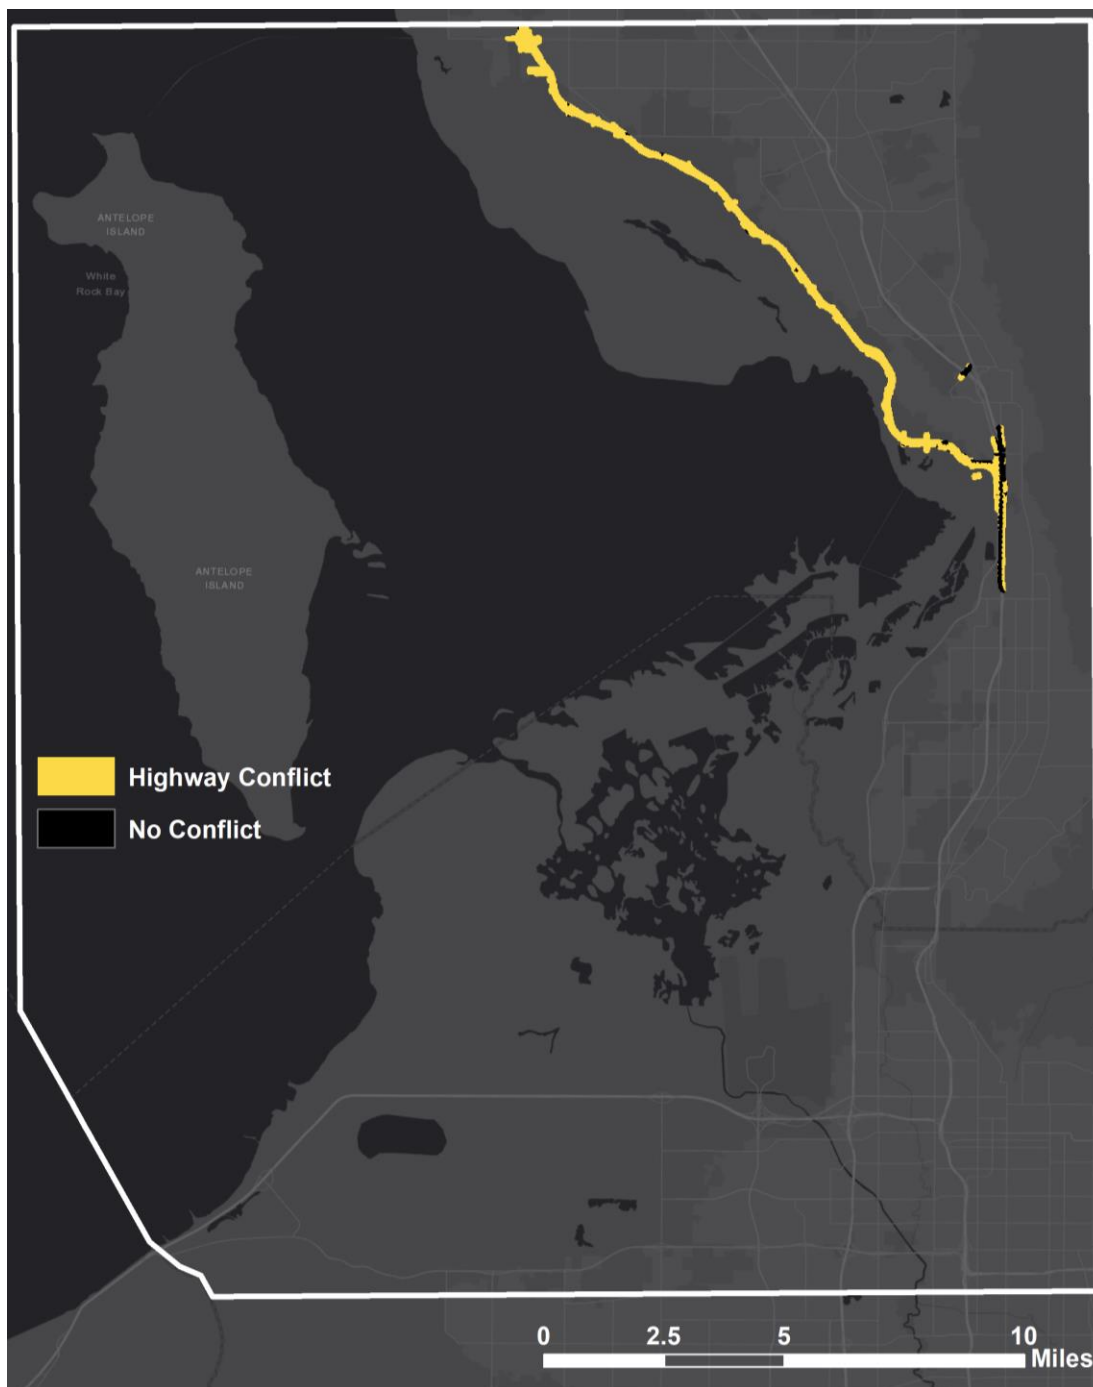 ANTELOPE
ISLAND
White
Rock Bay
ANTELOPE
ISLAND
Highway Conflict
No Conflict
0 2.5 5 10
Miles